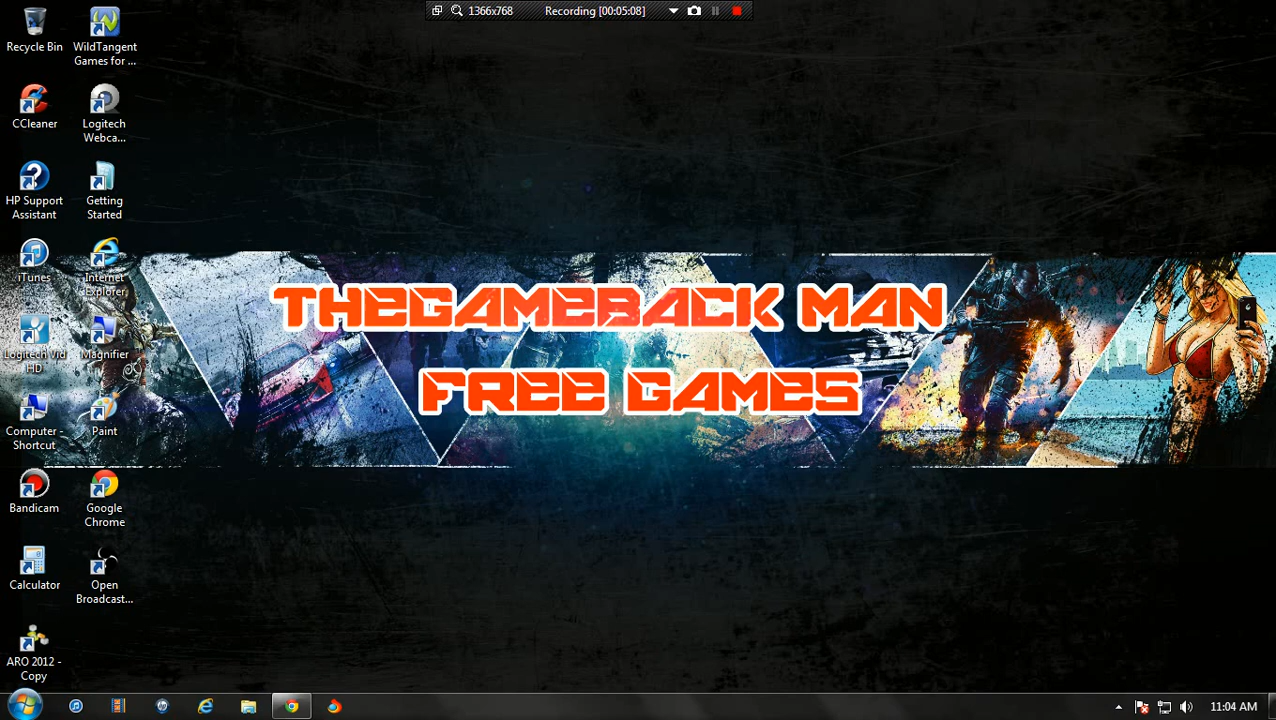 1366x768
Recording [00:05:08]
Recycle Bin
WildTangent
Games for ...
CCleaner
Logitech
Webca...
HP Support
Assistant
Getting
Started
iTunes
Internet
Explorer
Logitech Vid
HD
Magnifier
Computer -
Shortcut
Paint
Bandicam
Google
Chrome
Calculator
Open
Broadcast...
ARO 2012 -
Copy
THEGAMEBACK MAN
FREE GAMES
11:04 AM